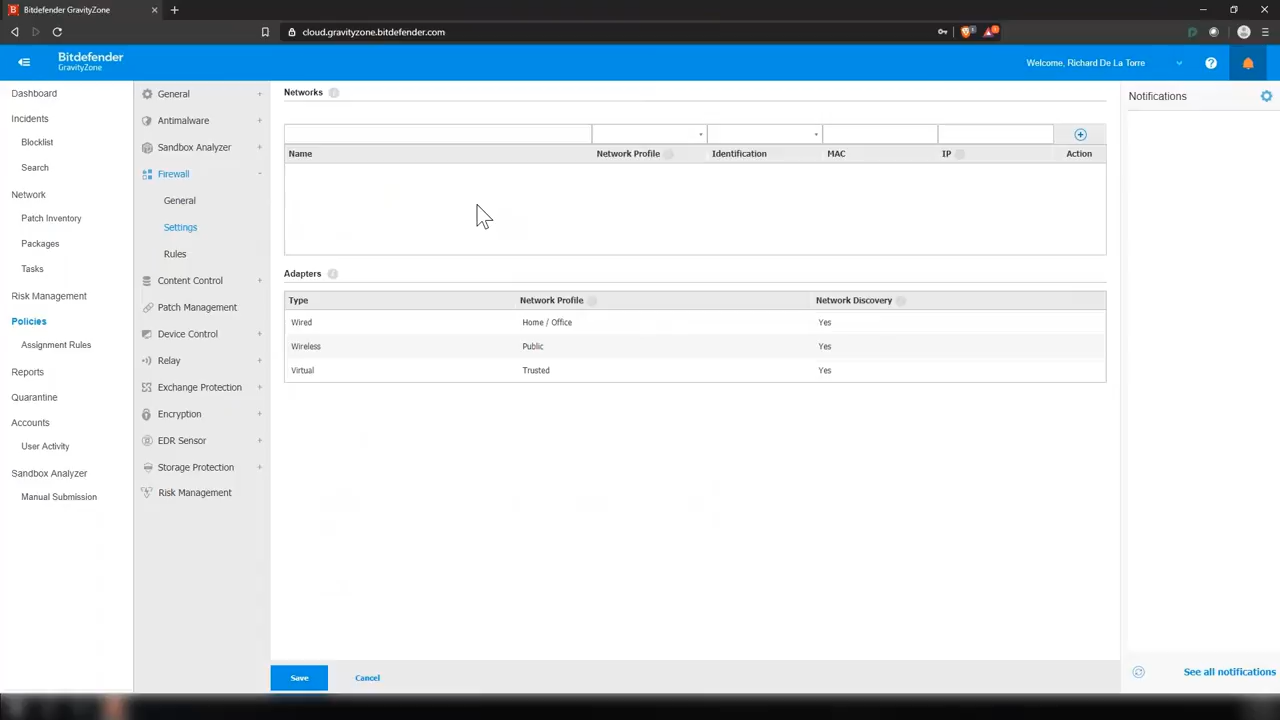 Bitdefender GravityZone
cloud.gravityzone.bitdefender.com
Bitdefender
GravityZone
Welcome, Richard De La Torre
Dashboard
Incidents
Blocklist
Search
Network
Patch Inventory
Packages
Tasks
Risk Management
Policies
Assignment Rules
Reports
Quarantine
Accounts
User Activity
Sandbox Analyzer
Manual Submission
General +
Antimalware +
Sandbox Analyzer +
Firewall -
General
Settings
Rules
Content Control +
Patch Management +
Device Control +
Relay +
Exchange Protection +
Encryption +
EDR Sensor +
Storage Protection +
Risk Management
Networks
Name Network Profile Identification MAC IP Action
Adapters
Type Network Profile Network Discovery
Wired Home / Office Yes
Wireless Public Yes
Virtual Trusted Yes
Save Cancel
Notifications
See all notifications